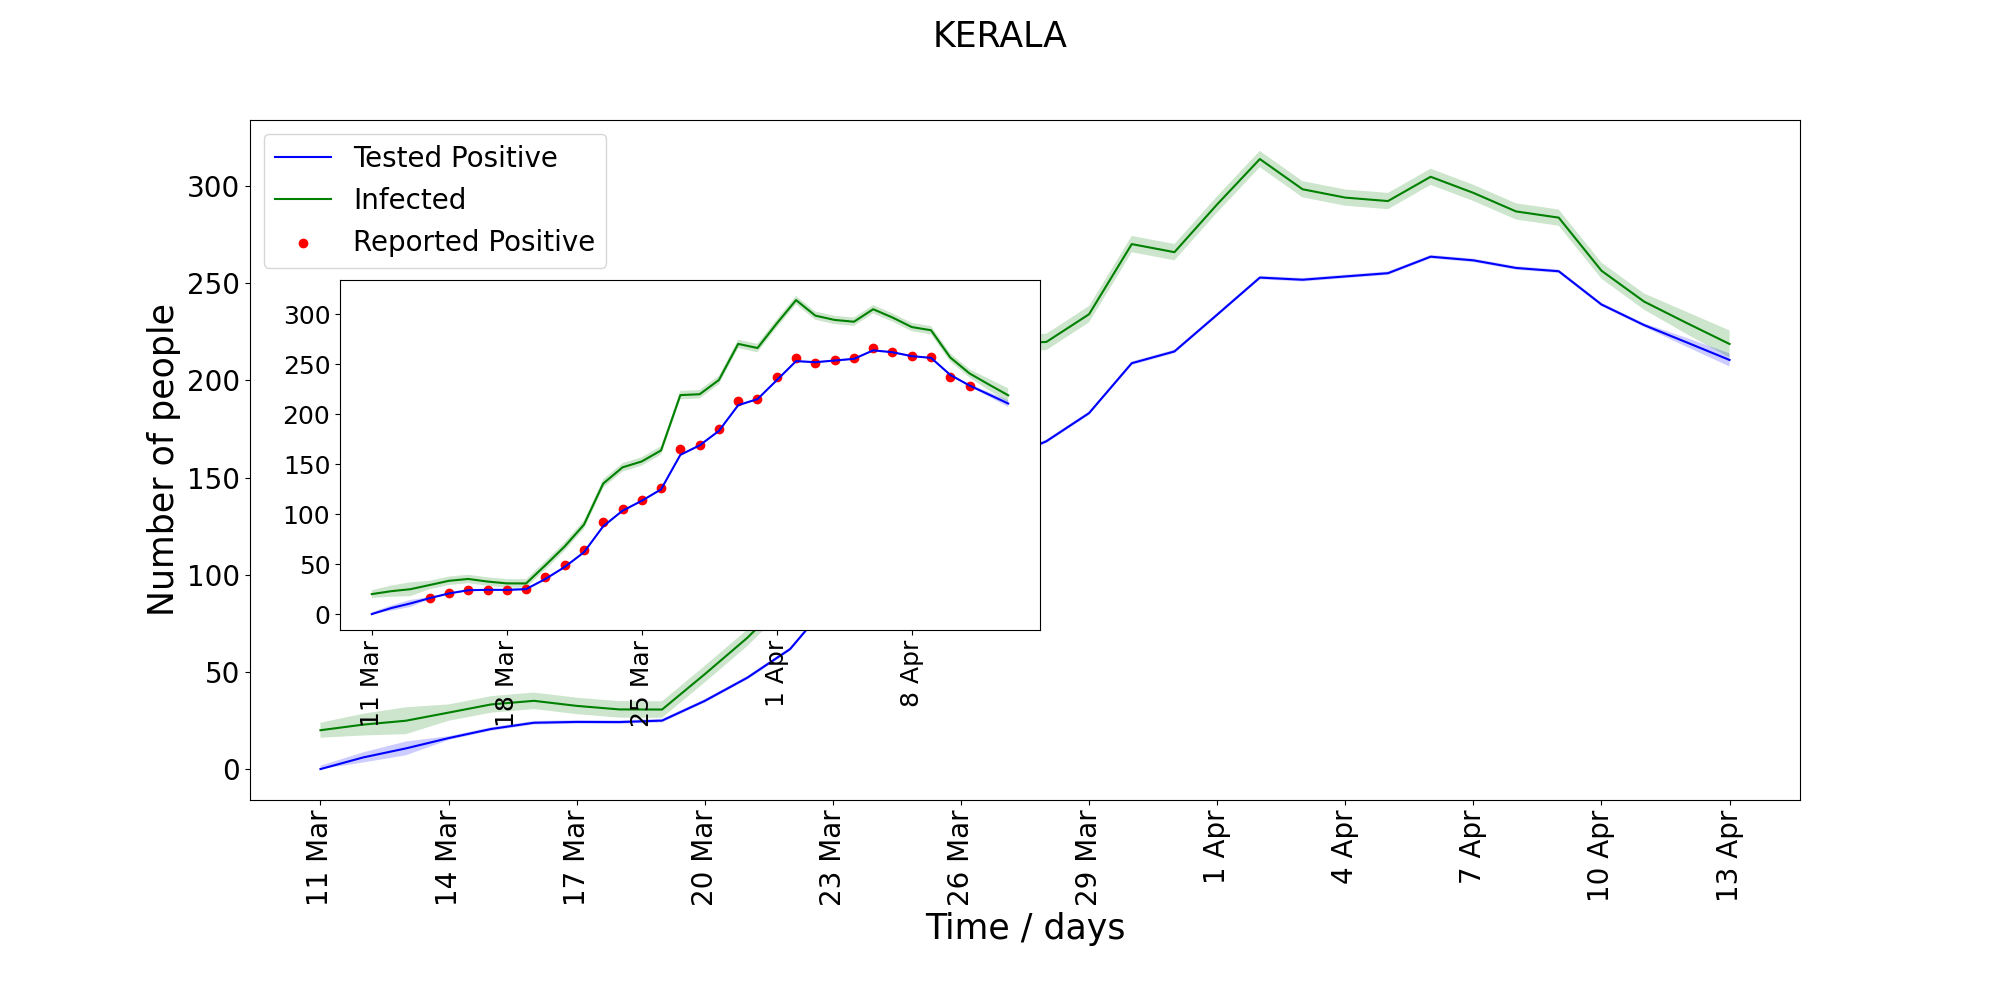 KERALA
Tested Positive
Infected
Reported Positive
Number of people
300
250
200
150
100
50
0
300
250
200
150
100
50
0
11 Mar
18 Mar
25 Mar
1 Apr
8 Apr
11 Mar
14 Mar
17 Mar
20 Mar
23 Mar
26 Mar
29 Mar
1 Apr
4 Apr
7 Apr
10 Apr
13 Apr
Time / days